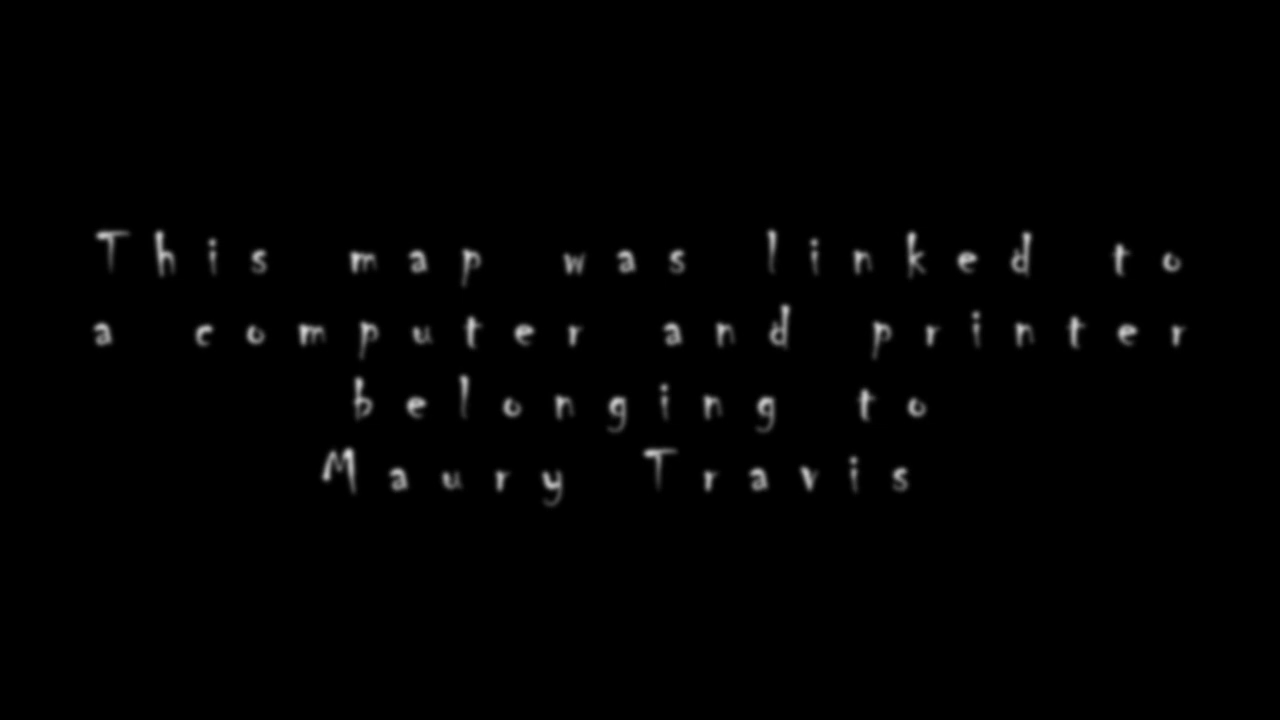 This map was linked to
a computer and printer
belonging to
Maury Travis